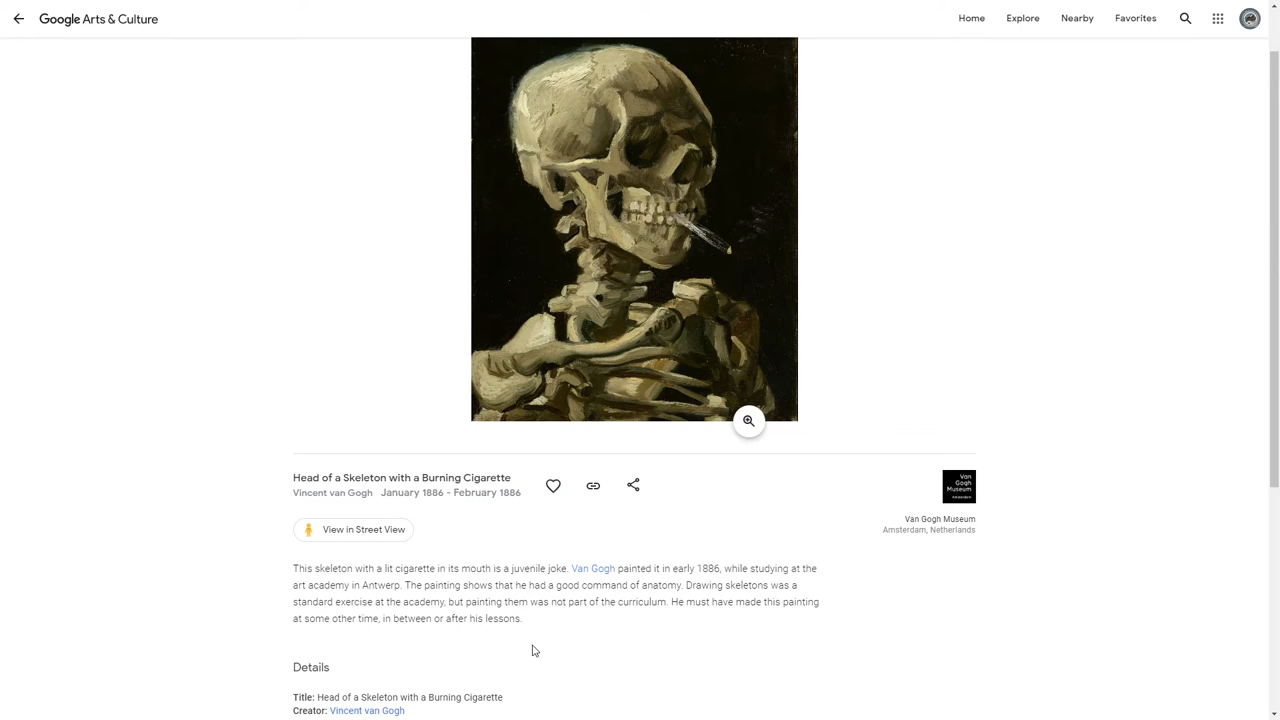 Google Arts & Culture
Home
Explore
Nearby
Favorites
Head of a Skeleton with a Burning Cigarette
Vincent van Gogh January 1886 - February 1886
Van
Gogh
Museum
Amsterdam
Van Gogh Museum
Amsterdam, Netherlands
View in Street View
This skeleton with a lit cigarette in its mouth is a juvenile joke. Van Gogh painted it in early 1886, while studying at the
art academy in Antwerp. The painting shows that he had a good command of anatomy. Drawing skeletons was a
standard exercise at the academy, but painting them was not part of the curriculum. He must have made this painting
at some other time, in between or after his lessons.
Details
Title: Head of a Skeleton with a Burning Cigarette
Creator: Vincent van Gogh